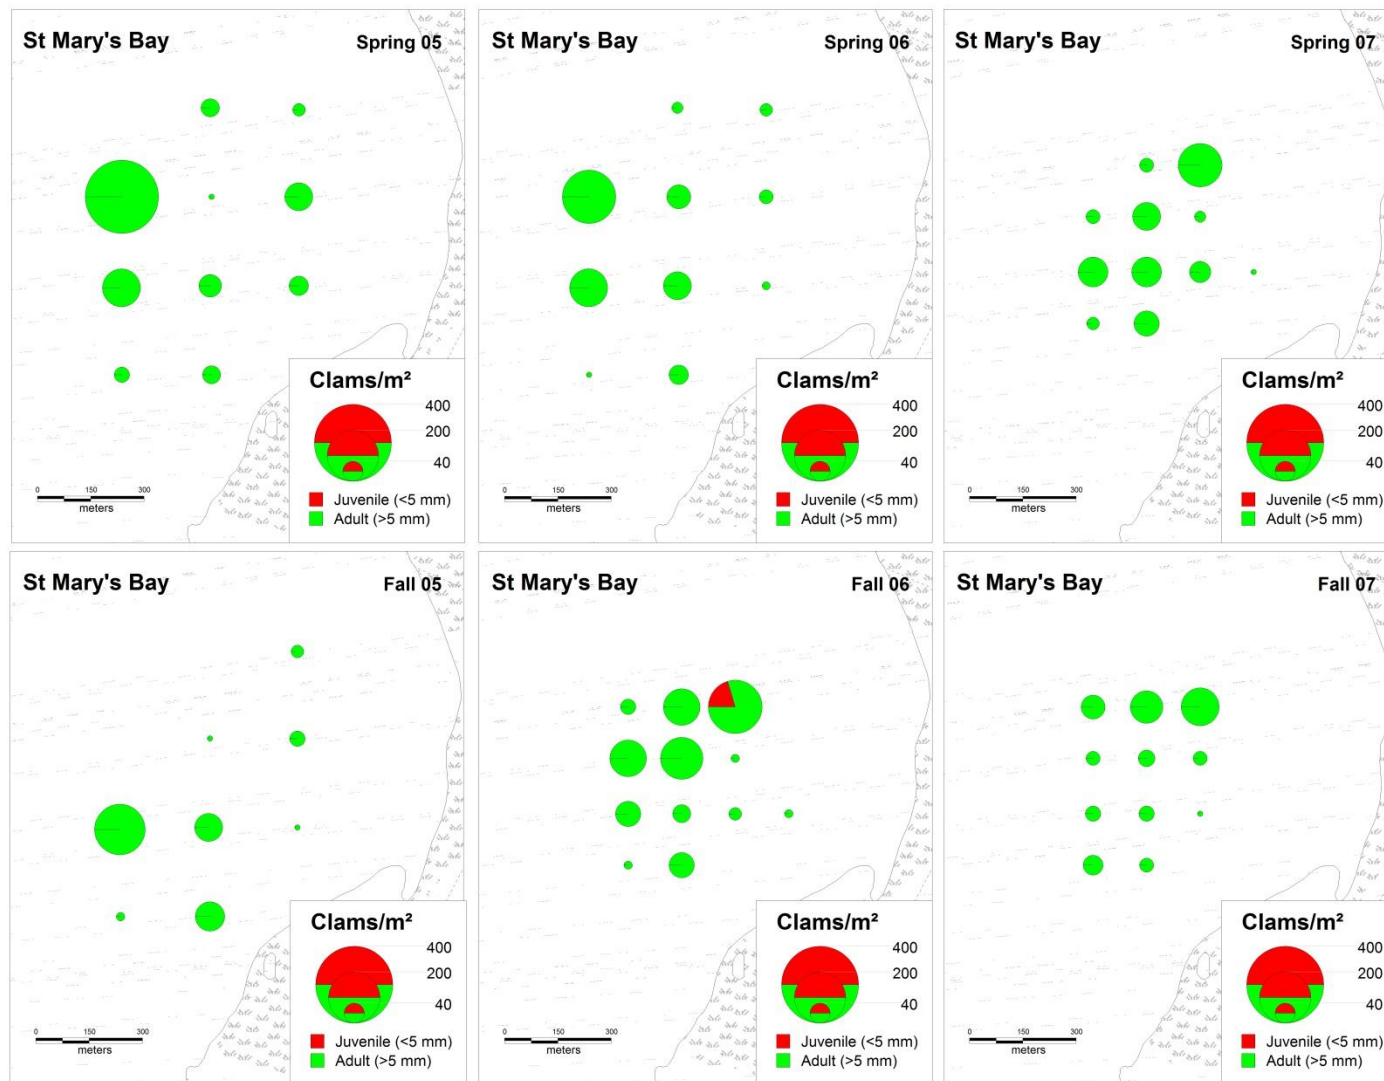 St Mary's Bay Spring 05
Clams/m²
400
200
40
0 150 300
meters
Juvenile (<5 mm)
Adult (>5 mm)
St Mary's Bay Spring 06
Clams/m²
400
200
40
0 150 300
meters
Juvenile (<5 mm)
Adult (>5 mm)
St Mary's Bay Spring 07
Clams/m²
400
200
40
0 150 300
meters
Juvenile (<5 mm)
Adult (>5 mm)
St Mary's Bay Fall 05
Clams/m²
400
200
40
0 150 300
meters
Juvenile (<5 mm)
Adult (>5 mm)
St Mary's Bay Fall 06
Clams/m²
400
200
40
0 150 300
meters
Juvenile (<5 mm)
Adult (>5 mm)
St Mary's Bay Fall 07
Clams/m²
400
200
40
0 150 300
meters
Juvenile (<5 mm)
Adult (>5 mm)